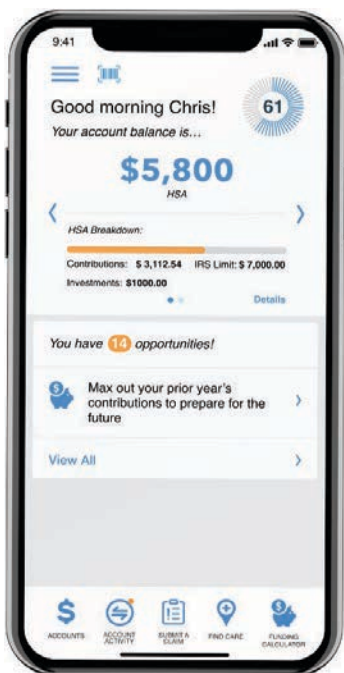 9:41
Good morning Chris!
61
Your account balance is...
$5,800
HSA
HSA Breakdown:
Contributions: $ 3,112.54 IRS Limit: $ 7,000.00
Investments: $1000.00
Details
You have 14 opportunities!
Max out your prior year's
contributions to prepare for the
future
View All
ACCOUNTS
ACCOUNT
ACTIVITY
SUBMIT A
CLAIM
FIND CARE
FUNDING
CALCULATOR